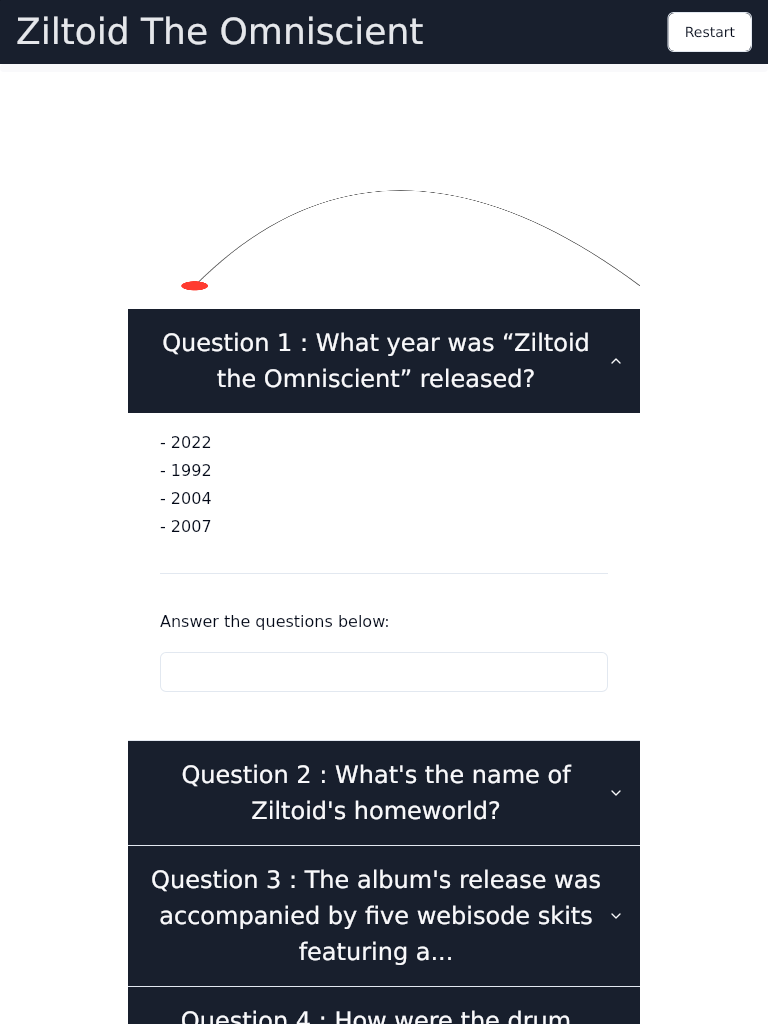 Ziltoid The Omniscient
Restart
Question 1 : What year was “Ziltoid
the Omniscient” released?
- 2022
- 1992
- 2004
- 2007
Answer the questions below:
Question 2 : What's the name of
Ziltoid's homeworld?
Question 3 : The album's release was
accompanied by five webisode skits
featuring a...
Question 4 : How were the drum